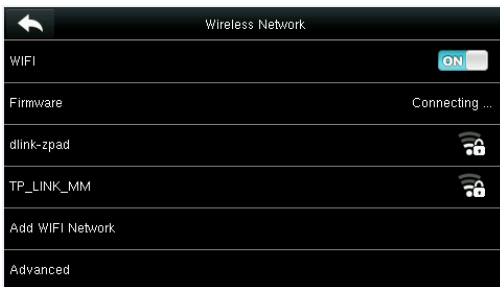 Wireless Network
WIFI ON
Firmware Connecting ...
dlink-zpad
TP_LINK_MM
Add WIFI Network
Advanced